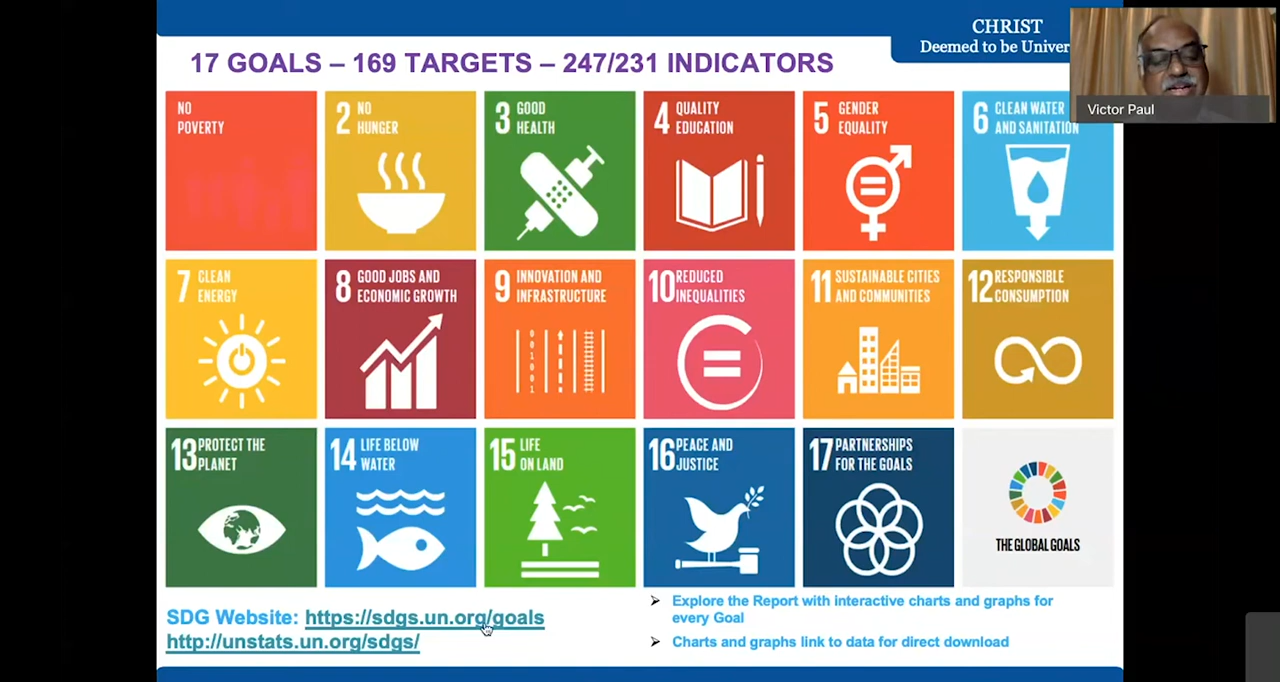 CHRIST
Deemed to be Univer
Victor Paul
17 GOALS – 169 TARGETS – 247/231 INDICATORS
NO
POVERTY
2 NO
HUNGER
3 GOOD
HEALTH
4 QUALITY
EDUCATION
5 GENDER
EQUALITY
6 CLEAN WATER
AND SANITATION
7 CLEAN
ENERGY
8 GOOD JOBS AND
ECONOMIC GROWTH
9 INNOVATION AND
INFRASTRUCTURE
10 REDUCED
INEQUALITIES
11 SUSTAINABLE CITIES
AND COMMUNITIES
12 RESPONSIBLE
CONSUMPTION
13 PROTECT THE
PLANET
14 LIFE BELOW
WATER
15 LIFE
ON LAND
16 PEACE AND
JUSTICE
17 PARTNERSHIPS
FOR THE GOALS
THE GLOBAL GOALS
SDG Website: https://sdgs.un.org/goals
http://unstats.un.org/sdgs/
Explore the Report with interactive charts and graphs for
every Goal
Charts and graphs link to data for direct download